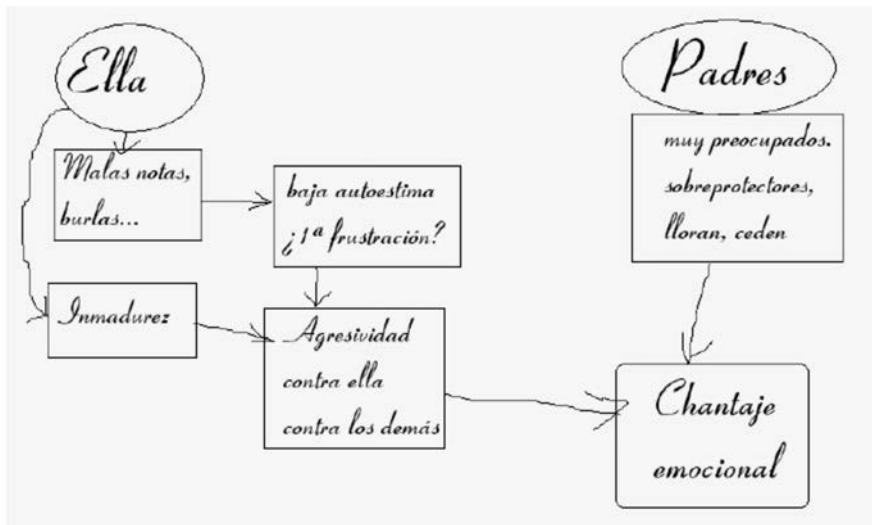 Ella
Malas notas,
burlas...
baja autoestima
¿1ª frustración?
Inmadurez
Agresividad
contra ella
contra los demás
Padres
muy preocupados.
sobreprotectores,
lloran, ceden
Chantaje
emocional